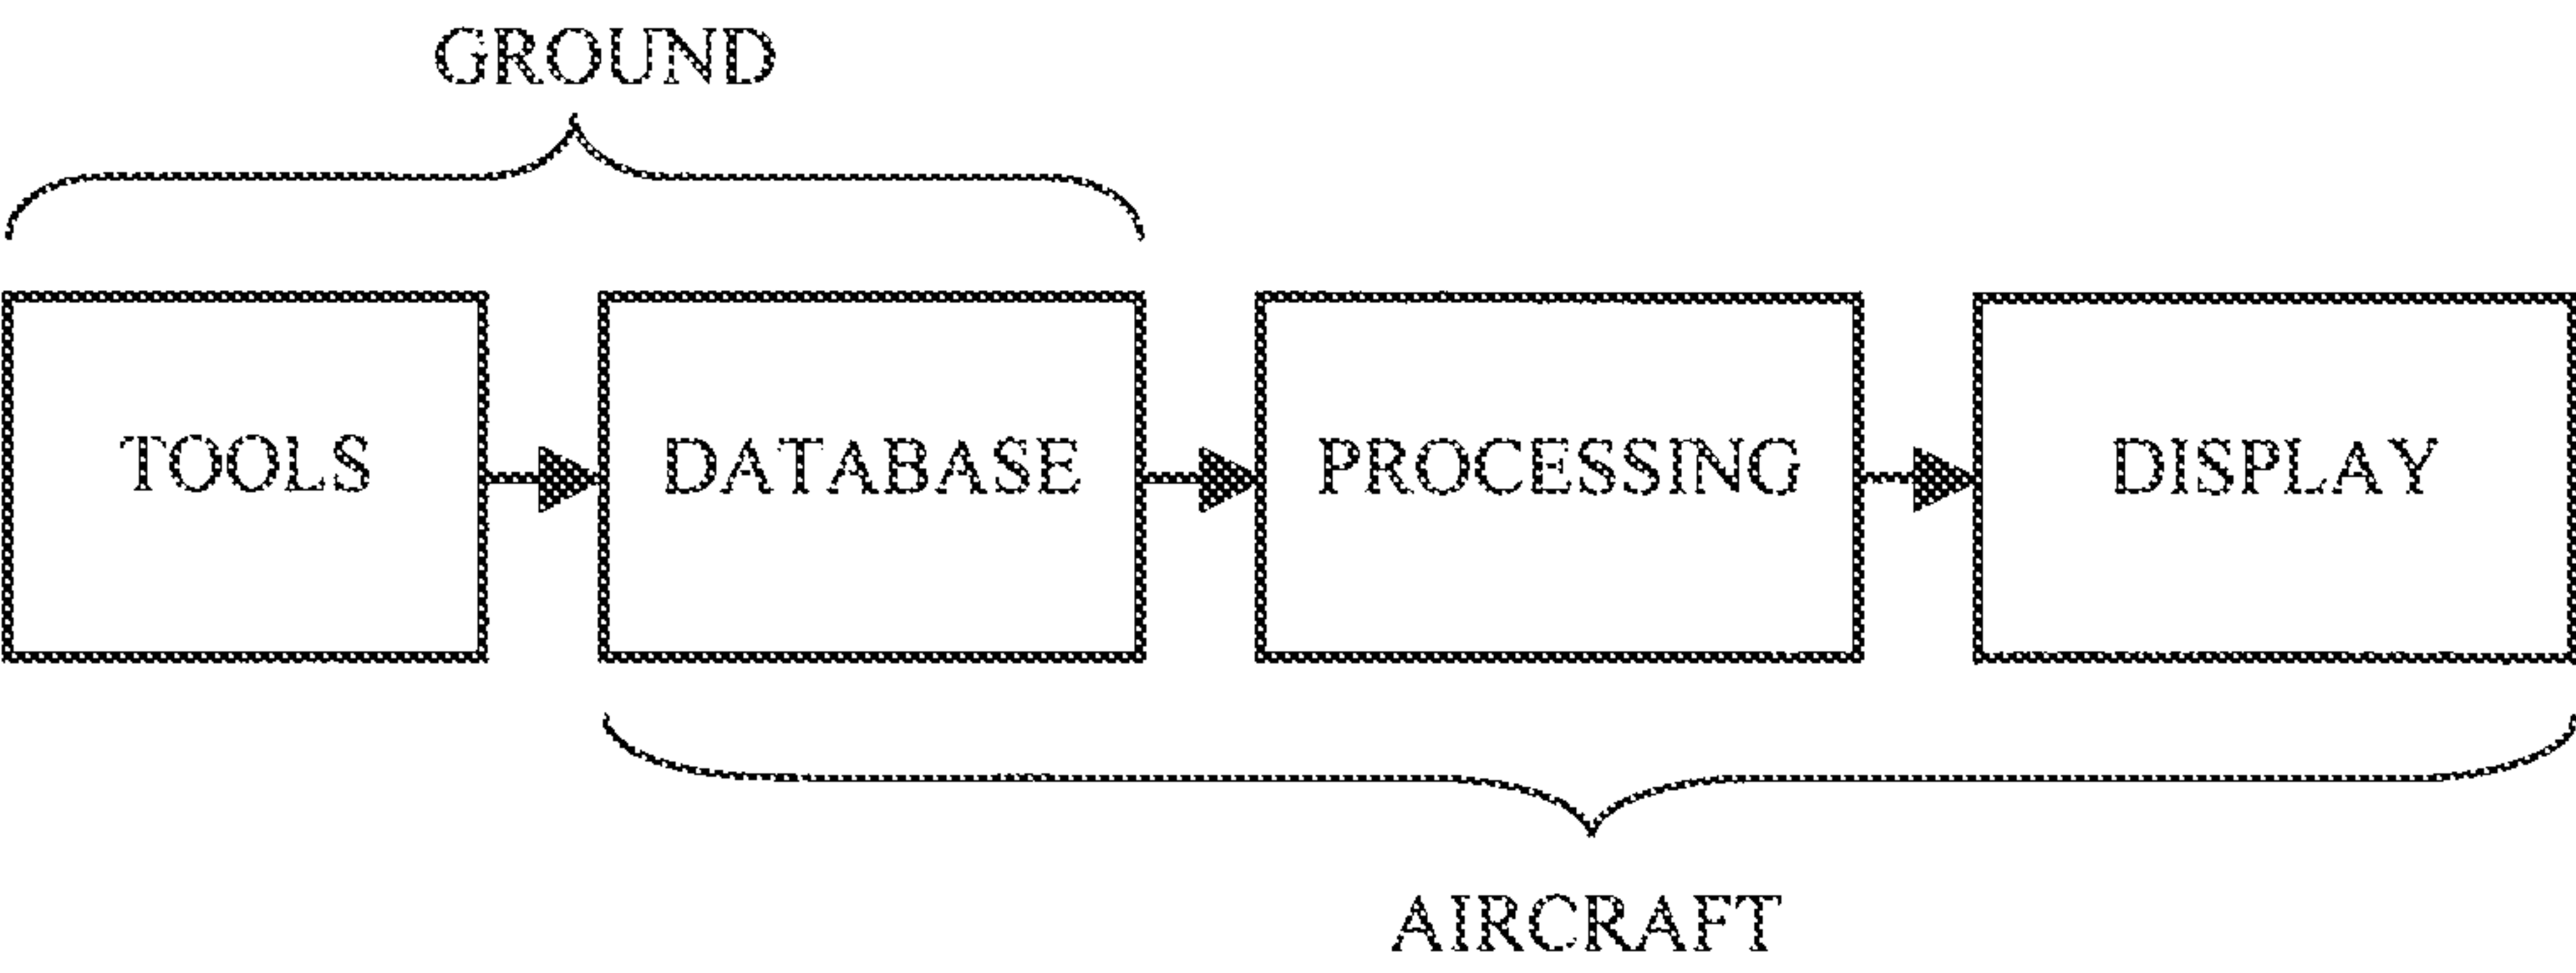 GROUND
TOOLS
DATABASE
PROCESSING
DISPLAY
AIRCRAFT